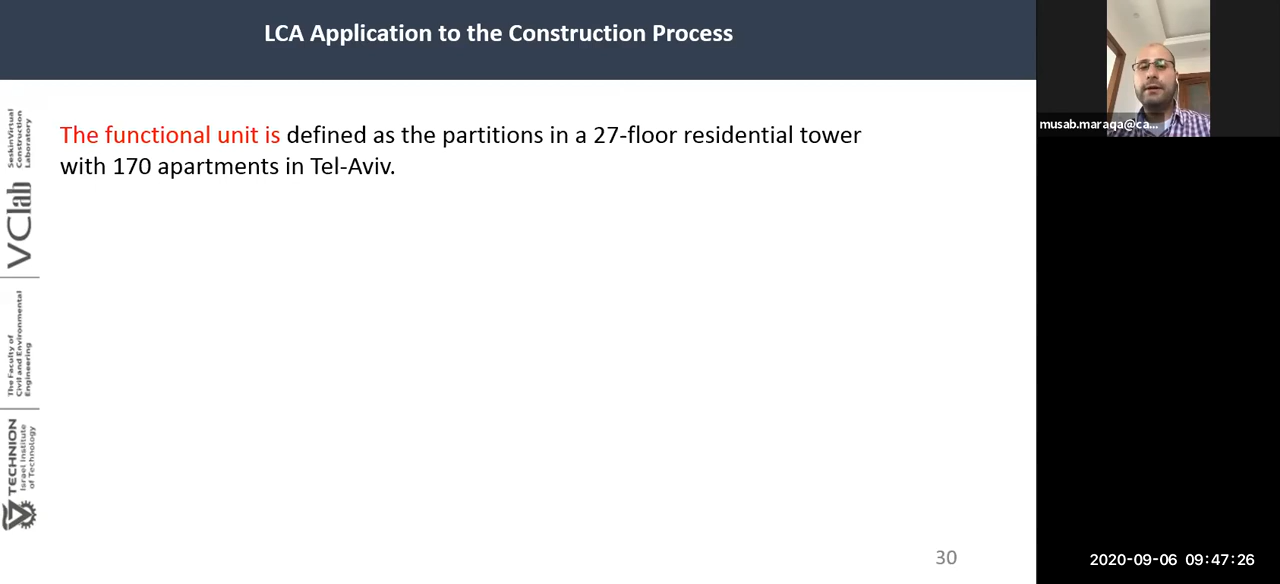 LCA Application to the Construction Process
The functional unit is defined as the partitions in a 27-floor residential tower
with 170 apartments in Tel-Aviv.
musab.maraqa@ca...
SeskinVirtual
Construction
Laboratory
VClab
The Faculty of
Civil and Environmental
Engineering
TECHNION
Israel Institute
of Technology
30
2020-09-06 09:47:26